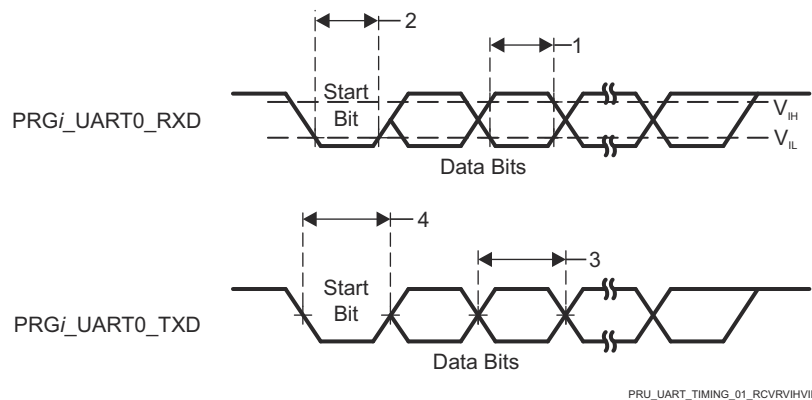 2
1
Start
Bit
V_IH
PRGi_UART0_RXD
V_IL
Data Bits
4
3
Start
Bit
PRGi_UART0_TXD
Data Bits
PRU_UART_TIMING_01_RCVRVIHVIL